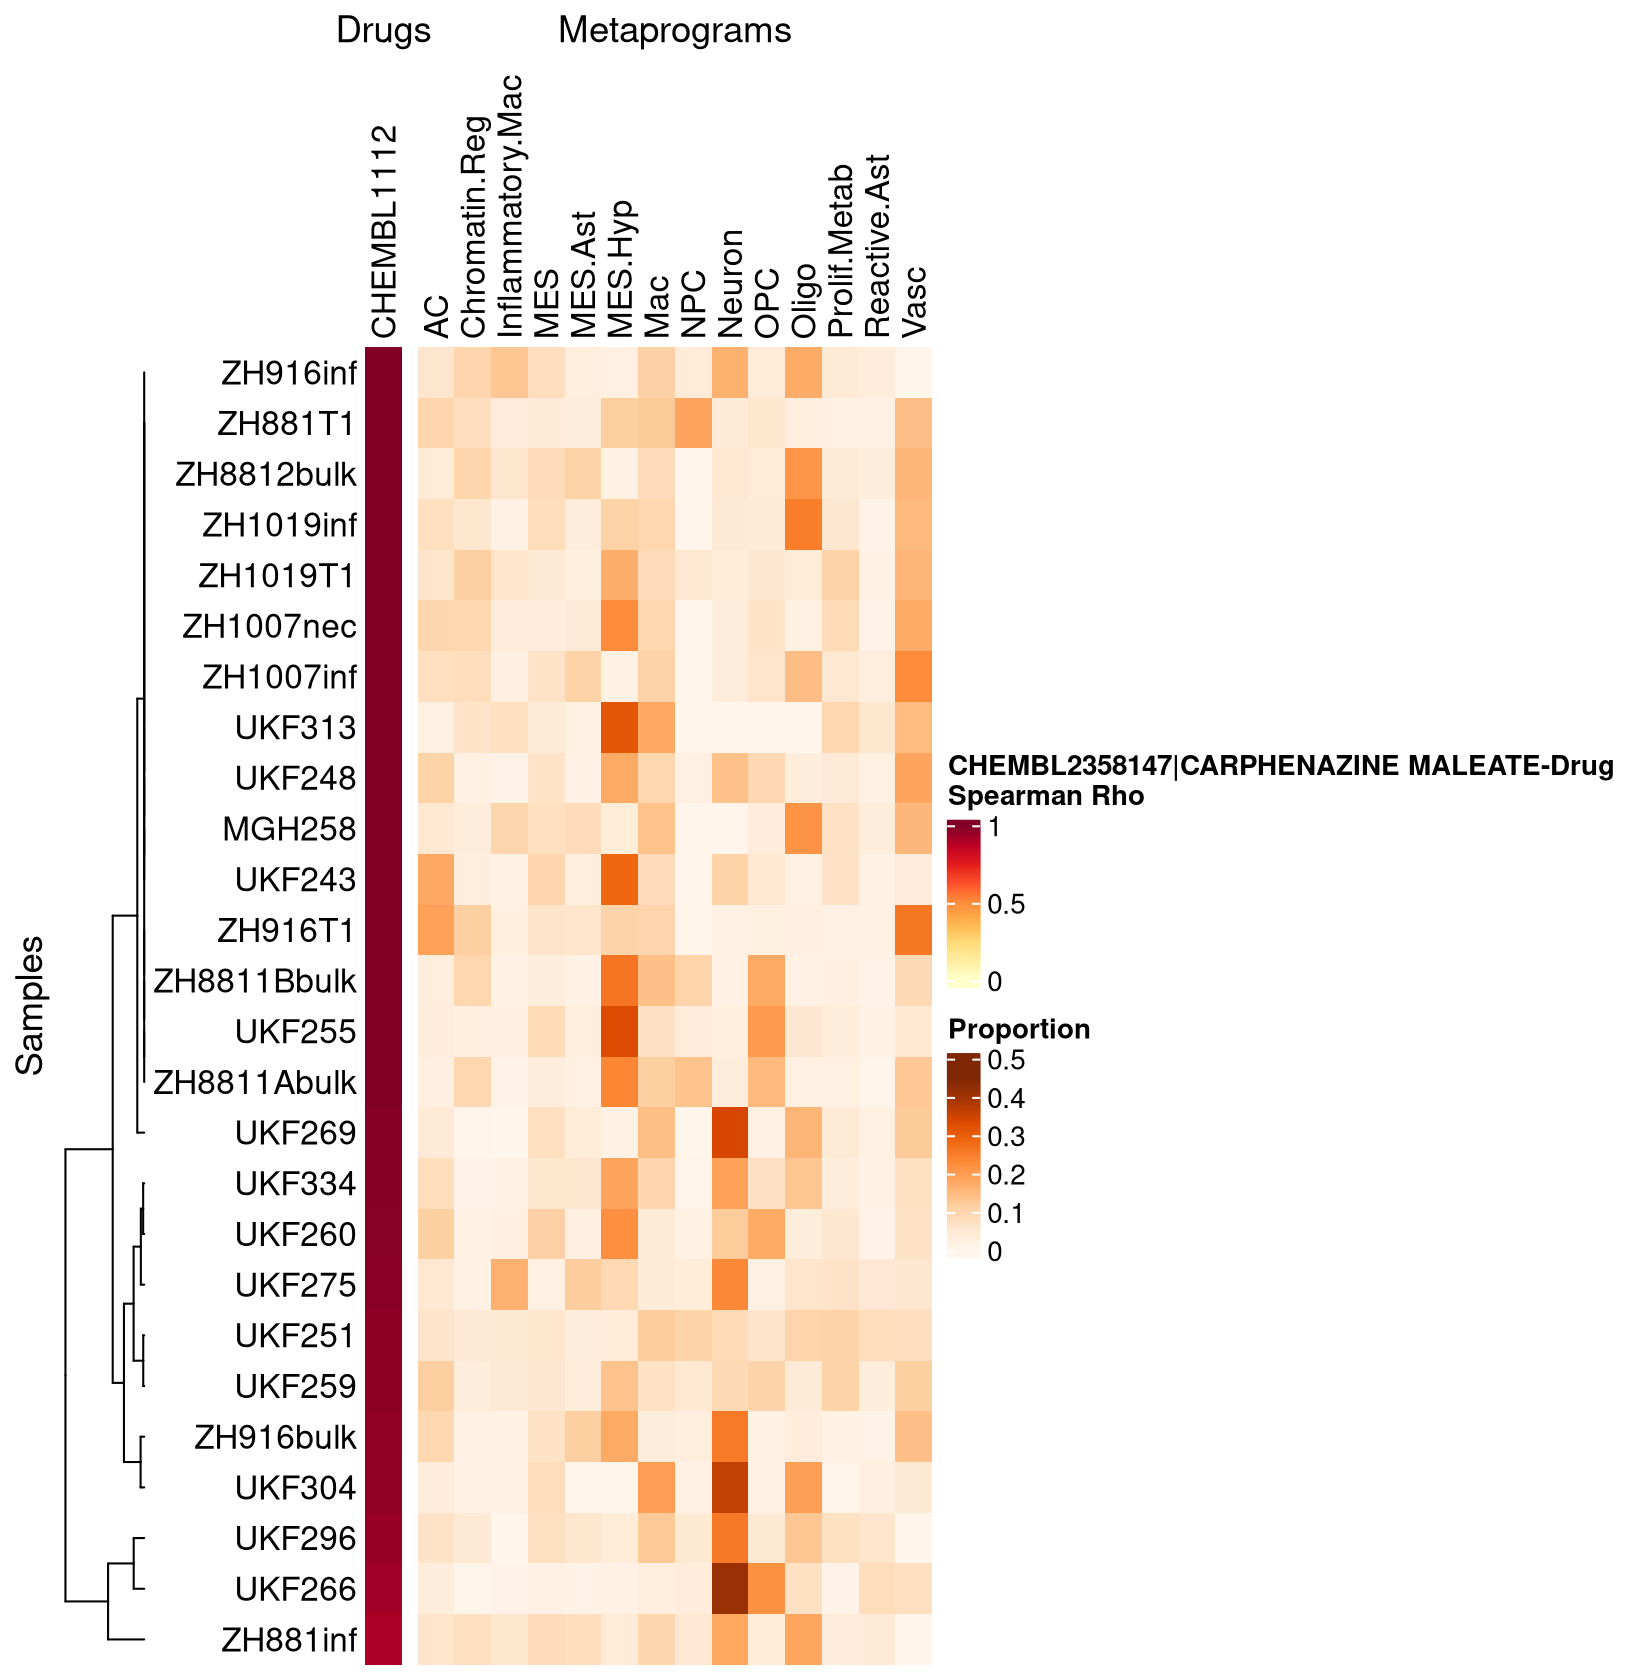 Drugs Metaprograms
CHEMBL1112
AC
Chromatin.Reg
Inflammatory.Mac
MES
MES.Ast
MES.Hyp
Mac
NPC
Neuron
OPC
Oligo
Prolif.Metab
Reactive.Ast
Vasc
Samples
ZH916inf
ZH881T1
ZH8812bulk
ZH1019inf
ZH1019T1
ZH1007nec
ZH1007inf
UKF313
UKF248
MGH258
UKF243
ZH916T1
ZH8811Bbulk
UKF255
ZH8811Abulk
UKF269
UKF334
UKF260
UKF275
UKF251
UKF259
ZH916bulk
UKF304
UKF296
UKF266
ZH881inf
CHEMBL2358147|CARPHENAZINE MALEATE-Drug
Spearman Rho
1
0.5
0
Proportion
0.5
0.4
0.3
0.2
0.1
0